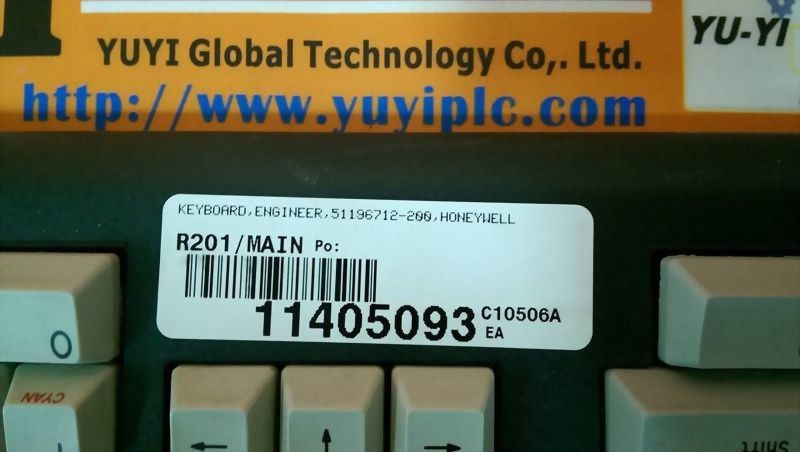 YU-YI
YUYI Global Technology Co,. Ltd.
http://www.yuyiplc.com
KEYBOARD,ENGINEER,51196712-200,HONEYWELL
R201/MAIN Po:
11405093 C10506A
EA
O
CYAN
← ↑ →
Shift